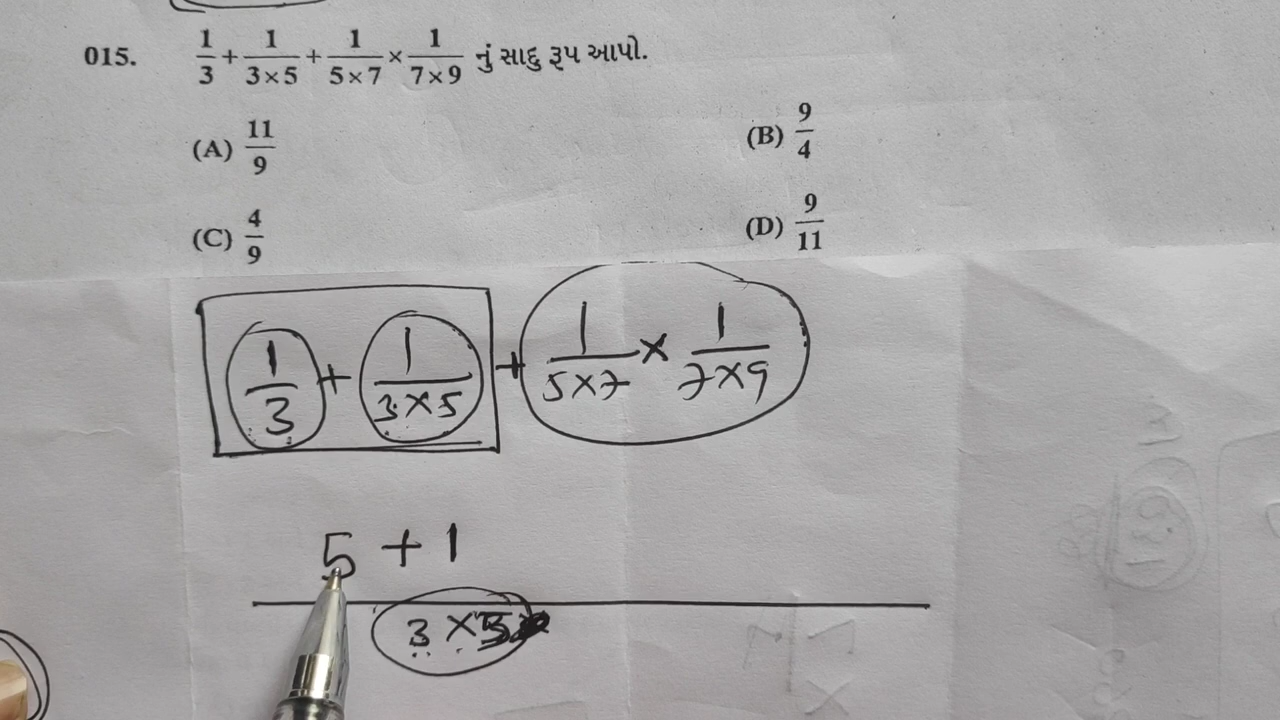 015. 1/3 + 1/(3×5) + 1/(5×7) × 1/(7×9) નું સાદુ રૂપ આપો.
(A) 11/9 (B) 9/4
(C) 4/9 (D) 9/11
1/3 + 1/(3×5) + 1/(5×7) × 1/(7×9)
5 + 1
3 × 5